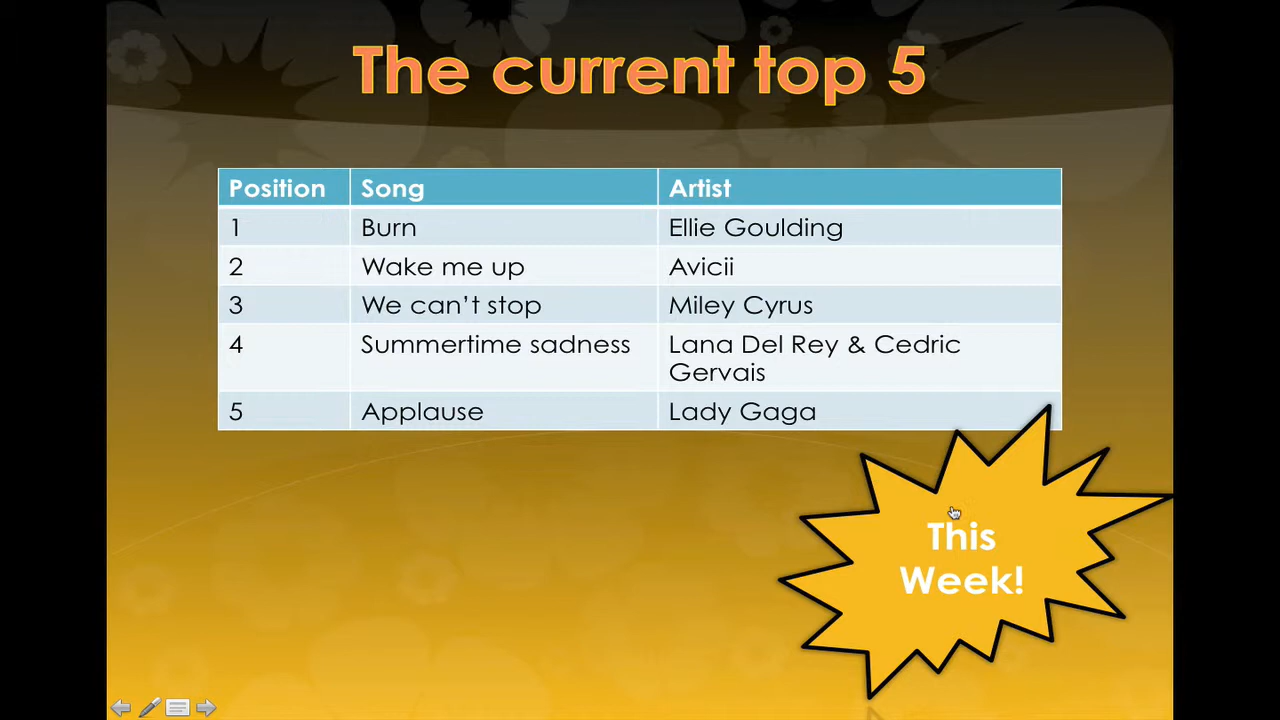 The current top 5
Position Song Artist
1 Burn Ellie Goulding
2 Wake me up Avicii
3 We can’t stop Miley Cyrus
4 Summertime sadness Lana Del Rey & Cedric
Gervais
5 Applause Lady Gaga
This
Week!